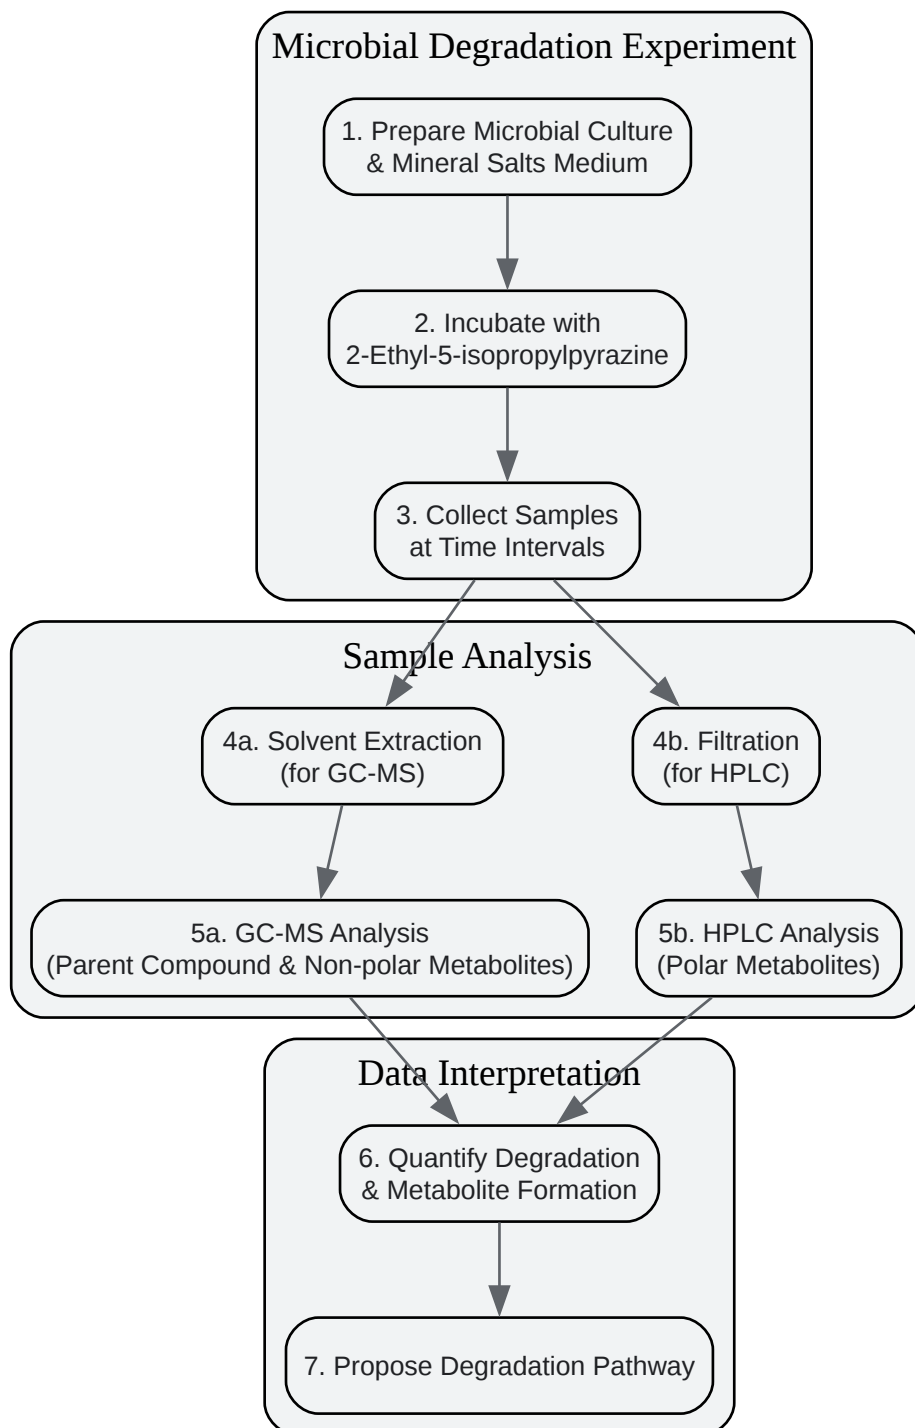 Microbial Degradation Experiment
1. Prepare Microbial Culture
& Mineral Salts Medium
2. Incubate with
2-Ethyl-5-isopropylpyrazine
3. Collect Samples
at Time Intervals
Sample Analysis
4a. Solvent Extraction
(for GC-MS)
4b. Filtration
(for HPLC)
5a. GC-MS Analysis
(Parent Compound & Non-polar Metabolites)
5b. HPLC Analysis
(Polar Metabolites)
Data Interpretation
6. Quantify Degradation
& Metabolite Formation
7. Propose Degradation Pathway